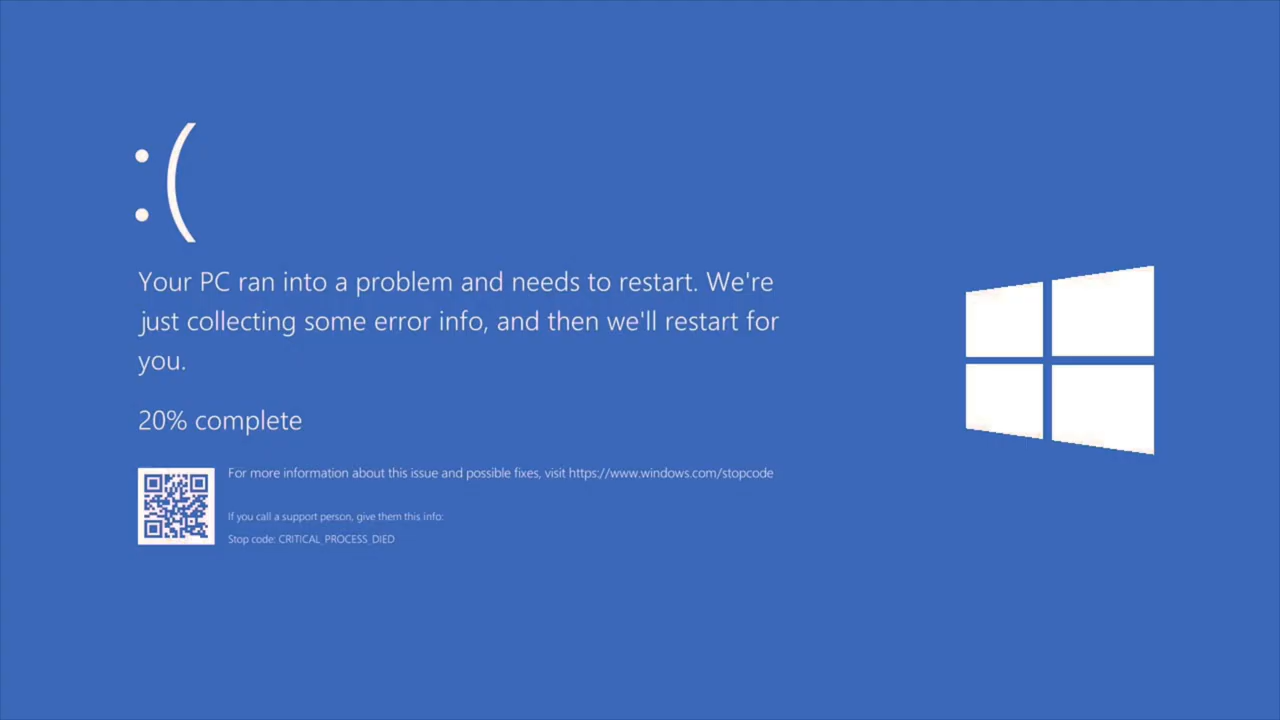 :(
Your PC ran into a problem and needs to restart. We're
just collecting some error info, and then we'll restart for
you.
20% complete
For more information about this issue and possible fixes, visit https://www.windows.com/stopcode
If you call a support person, give them this info:
Stop code: CRITICAL_PROCESS_DIED